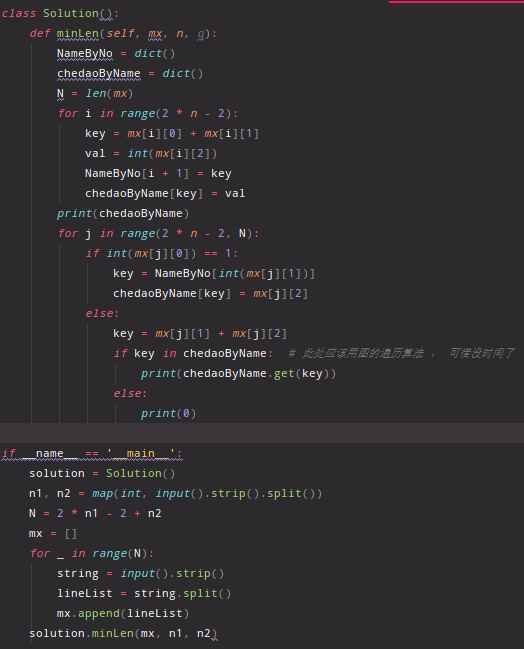 class Solution():
    def minLen(self, mx, n, q):
        NameByNo = dict()
        chedaoByName = dict()
        N = len(mx)
        for i in range(2 * n - 2):
            key = mx[i][0] + mx[i][1]
            val = int(mx[i][2])
            NameByNo[i + 1] = key
            chedaoByName[key] = val
        print(chedaoByName)
        for j in range(2 * n - 2, N):
            if int(mx[j][0]) == 1:
                key = NameByNo[int(mx[j][1])]
                chedaoByName[key] = mx[j][2]
            else:
                key = mx[j][1] + mx[j][2]
                if key in chedaoByName:  # 此处应该用图的遍历算法 ， 可惜没时间了
                    print(chedaoByName.get(key))
                else:
                    print(0)
if __name__ == '__main__':
    solution = Solution()
    n1, n2 = map(int, input().strip().split())
    N = 2 * n1 - 2 + n2
    mx = []
    for _ in range(N):
        string = input().strip()
        lineList = string.split()
        mx.append(lineList)
    solution.minLen(mx, n1, n2)